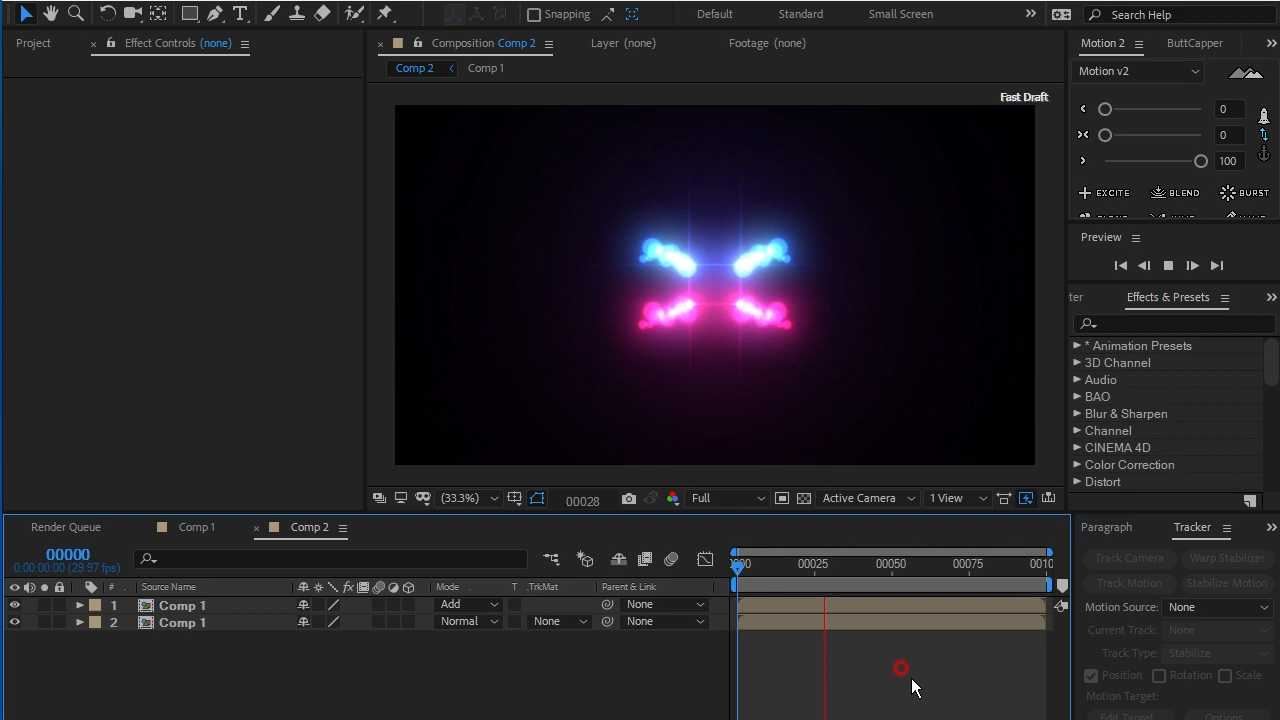 Snapping
Default
Standard
Small Screen
Search Help
Project
Effect Controls (none)
Composition Comp 2
Layer (none)
Footage (none)
Motion 2
ButtCapper
Comp 2
Comp 1
Motion v2
Fast Draft
0
0
100
EXCITE
BLEND
BURST
Preview
ter
Effects & Presets
* Animation Presets
3D Channel
Audio
BAO
Blur & Sharpen
Channel
CINEMA 4D
Color Correction
Distort
(33.3%)
00028
Full
Active Camera
1 View
Render Queue
Comp 1
Comp 2
Paragraph
Tracker
00000
0:00:00:00 (29.97 fps)
00025
00050
00075
0010
Track Camera
Warp Stabilizer
Track Motion
Stabilize Motion
# . Source Name
Mode
T .TrkMat
Parent & Link
1 Comp 1
Add
None
2 Comp 1
Normal
None
None
Motion Source: None
Current Track: None
Track Type: Stabilize
Position
Rotation
Scale
Motion Target:
Edit Target
Options